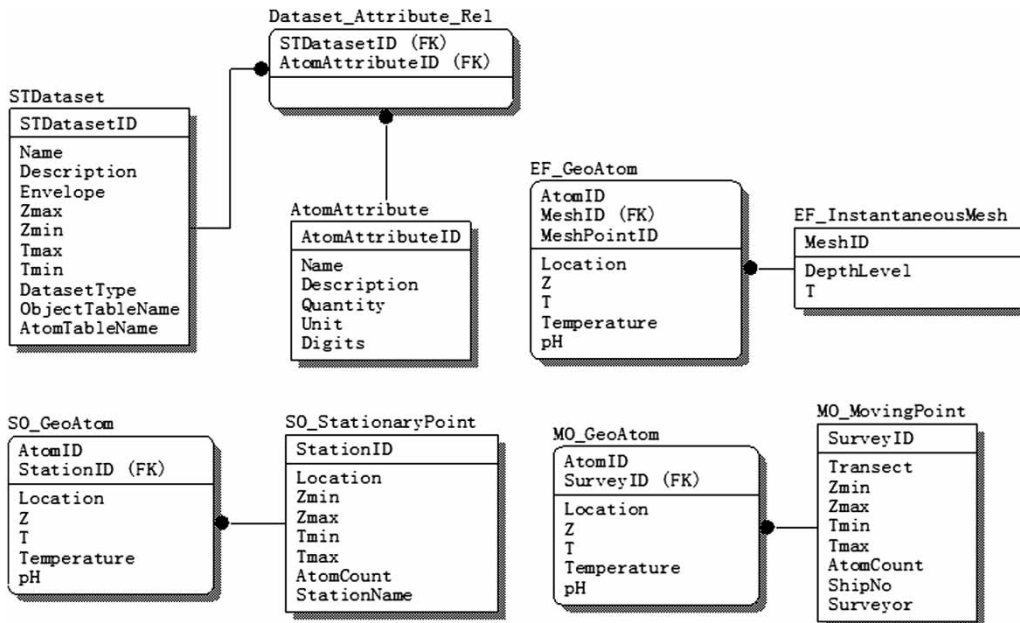 Dataset_Attribute_Rel
STDatasetID (FK)
AtomAttributeID (FK)
STDataset
STDatasetID
Name
Description
Envelope
Zmax
Zmin
Tmax
Tmin
DatasetType
ObjectTableName
AtomTableName
AtomAttribute
AtomAttributeID
Name
Description
Quantity
Unit
Digits
EF_GeoAtom
AtomID
MeshID (FK)
MeshPointID
Location
Z
T
Temperature
pH
EF_InstantaneousMesh
MeshID
DepthLevel
T
SO_GeoAtom
AtomID
StationID (FK)
Location
Z
T
Temperature
pH
SO_StationaryPoint
StationID
Location
Zmin
Zmax
Tmin
Tmax
AtomCount
StationName
MO_GeoAtom
AtomID
SurveyID (FK)
Location
Z
T
Temperature
pH
MO_MovingPoint
SurveyID
Transect
Zmin
Zmax
Tmin
Tmax
AtomCount
ShipNo
Surveyor